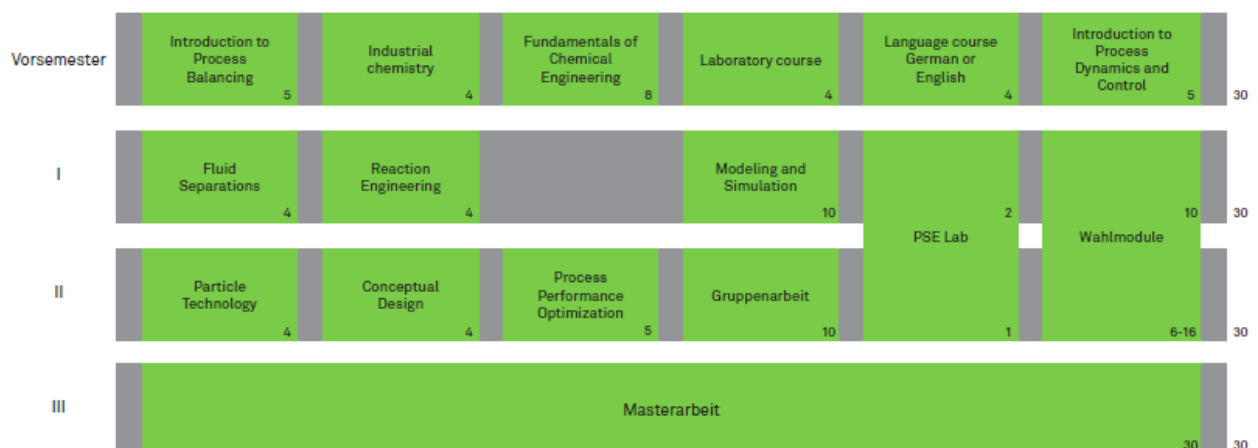 Vorsemester
Introduction to
Process
Balancing
5
Industrial
chemistry
4
Fundamentals of
Chemical
Engineering
8
Laboratory course
4
Language course
German or
English
4
Introduction to
Process
Dynamics and
Control
5
30
I
Fluid
Separations
4
Reaction
Engineering
4
Modeling and
Simulation
10
2
10
30
PSE Lab
Wahlmodule
II
Particle
Technology
4
Conceptual
Design
4
Process
Performance
Optimization
5
Gruppenarbeit
10
1
6-16
30
III
Masterarbeit
30
30